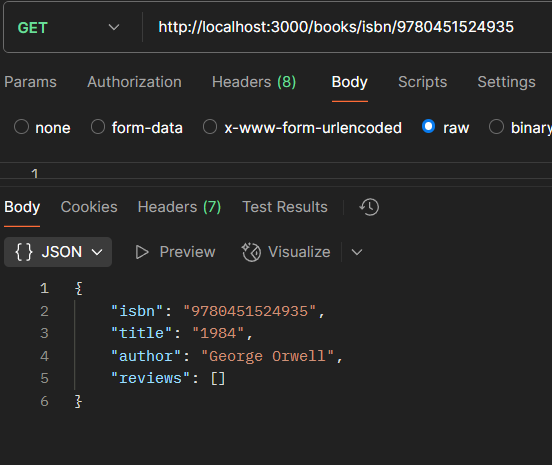 GET http://localhost:3000/books/isbn/9780451524935
Params Authorization Headers (8) Body Scripts Settings
none form-data x-www-form-urlencoded raw binary
1
Body Cookies Headers (7) Test Results
{} JSON Preview Visualize
1 {
2 "isbn": "9780451524935",
3 "title": "1984",
4 "author": "George Orwell",
5 "reviews": []
6 }